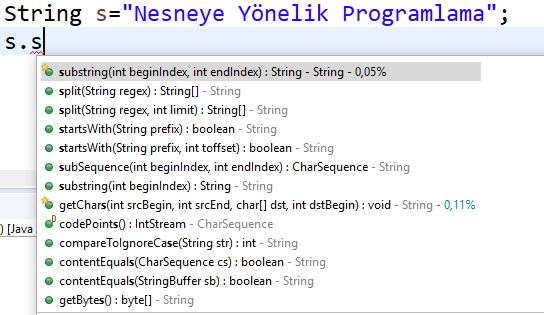 String s="Nesneye Yönelik Programlama";
s.s
substring(int beginIndex, int endIndex) : String - String - 0,05%
split(String regex) : String[] - String
split(String regex, int limit) : String[] - String
startsWith(String prefix) : boolean - String
startsWith(String prefix, int toffset) : boolean - String
subSequence(int beginIndex, int endIndex) : CharSequence - String
substring(int beginIndex) : String - String
getChars(int srcBegin, int srcEnd, char[] dst, int dstBegin) : void - String - 0,11%
codePoints() : IntStream - CharSequence
) [Java
compareToIgnoreCase(String str) : int - String
contentEquals(CharSequence cs) : boolean - String
contentEquals(StringBuffer sb) : boolean - String
getBytes() : byte[] - String